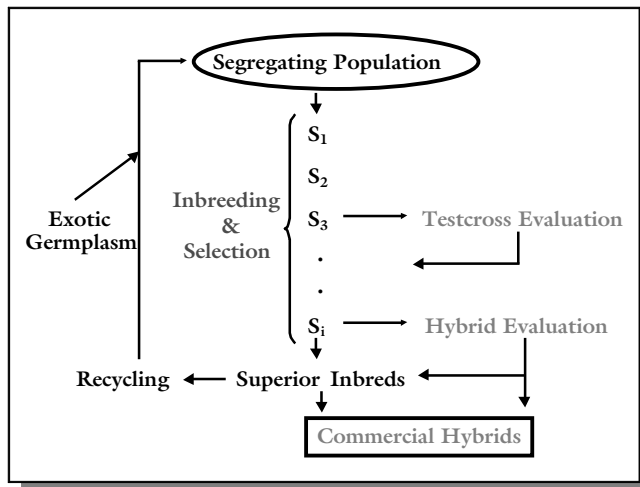 Segregating Population
S₁
S₂
Inbreeding
&
Selection
S₃
Testcross Evaluation
Exotic
Germplasm
.
.
Sᵢ
Hybrid Evaluation
Recycling
Superior Inbreds
Commercial Hybrids